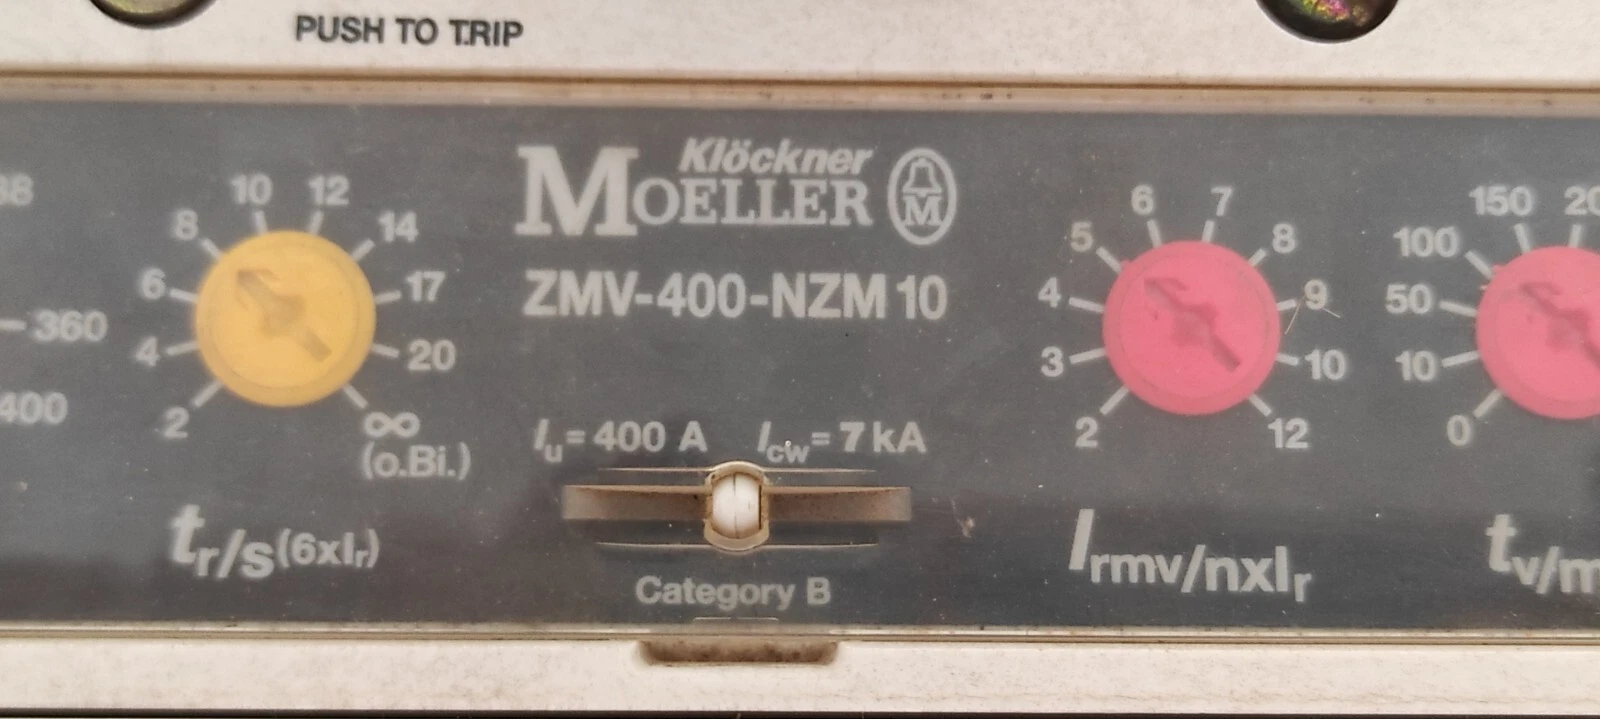 PUSH TO TRIP
10 12
8 14
6 17
4 20
2 ∞
(o.Bi.)
tr/s(6xIr)
360
400
Klöckner
MOELLER
M
ZMV-400-NZM 10
Iu= 400 A Icw= 7 kA
Category B
6 7
5 8
4 9
3 10
2 12
Irmv/nxIr
150
100
50
10
0
tv/m